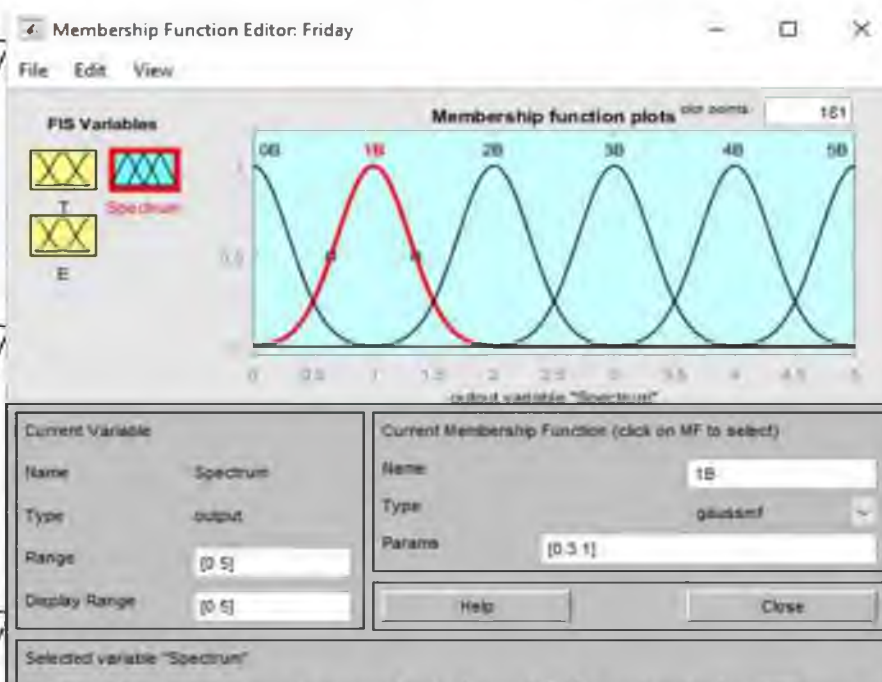 Membership Function Editor: Friday
File Edit View
FIS Variables
Membership function plots plot points: 181
T
Spectrum
E
0B 1B 2B 3B 4B 5B
1
0.5
0 0.5 1 1.5 2 2.5 3 3.5 4 4.5 5
output variable "Spectrum"
Current Variable
Name Spectrum
Type output
Range [0 5]
Display Range [0 5]
Current Membership Function (click on MF to select)
Name 1B
Type gaussmf
Params [0.3 1]
Help Close
Selected variable "Spectrum"